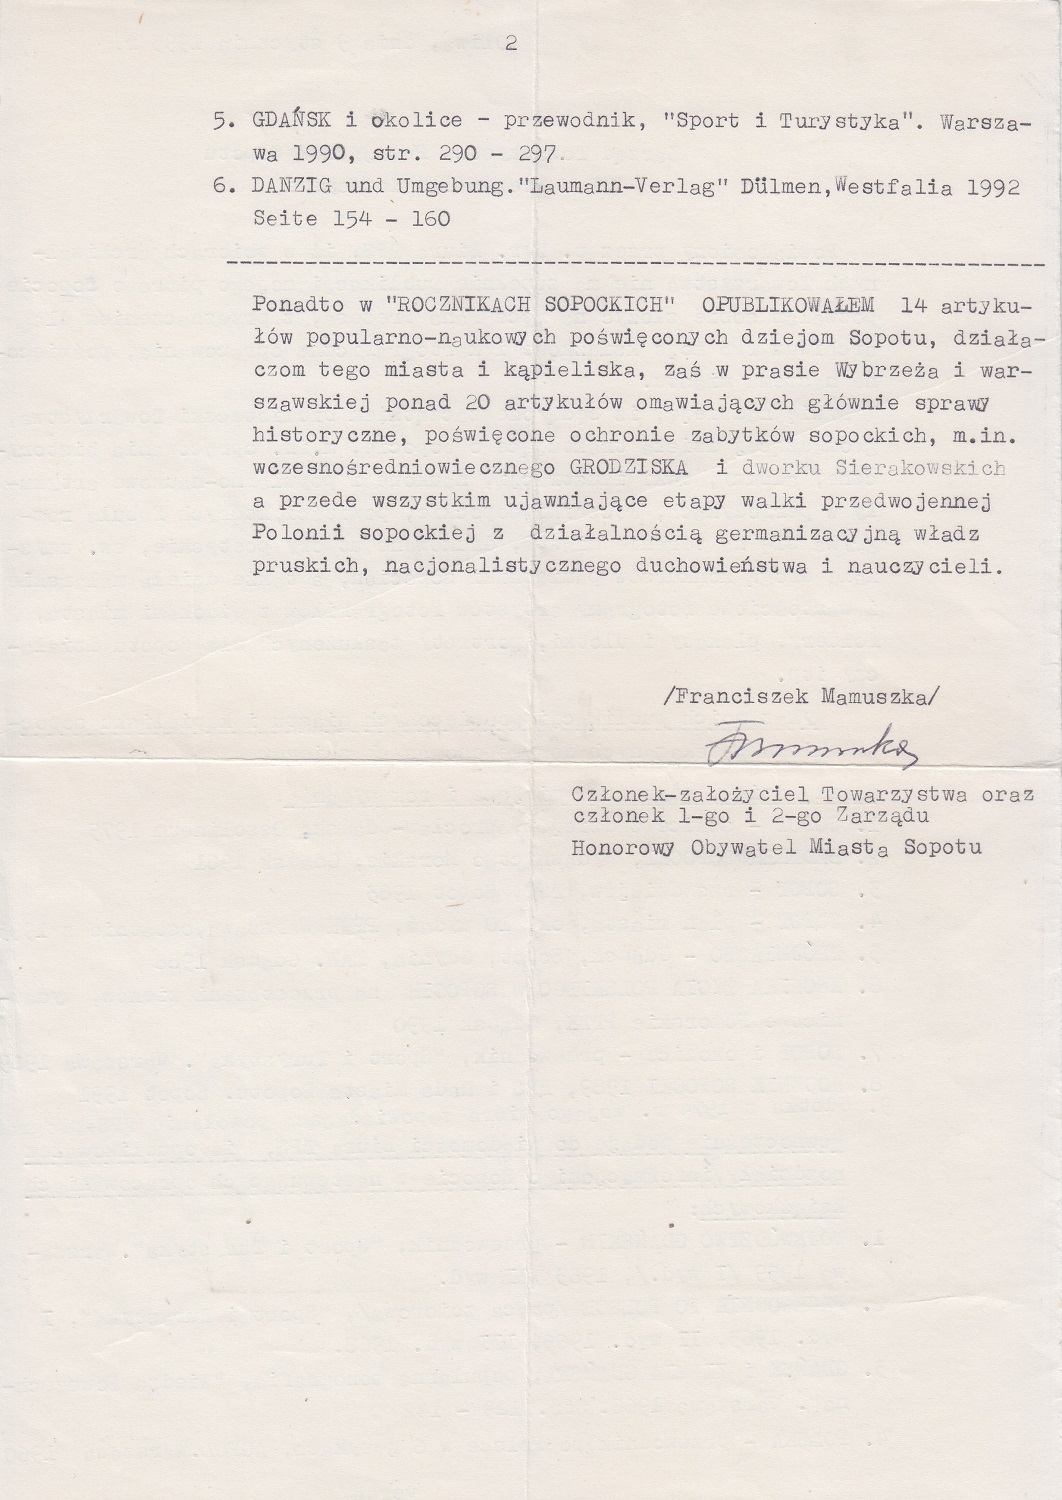 2
5. GDAŃSK i okolice - przewodnik, "Sport i Turystyka". Warsza-
wa 1990, str. 290 - 297.
6. DANZIG und Umgebung."Laumann-Verlag" Dülmen,Westfalia 1992
Seite 154 - 160
Ponadto w "ROCZNIKACH SOPOCKICH" OPUBLIKOWAŁEM 14 artyku-
łów popularno-naukowych poświęconych dziejom Sopotu, działa-
czom tego miasta i kąpieliska, zaś w prasie Wybrzeża i war-
szawskiej ponad 20 artykułów omawiających głównie sprawy
historyczne, poświęcone ochronie zabytków sopockich, m.in.
wczesnośredniowiecznego GRODZISKA i dworku Sierakowskich
a przede wszystkim ujawniające etapy walki przedwojennej
Polonii sopockiej z działalnością germanizacyjną władz
pruskich, nacjonalistycznego duchowieństwa i nauczycieli.
/Franciszek Mamuszka/
Członek-założyciel Towarzystwa oraz
członek 1-go i 2-go Zarządu
Honorowy Obywatel Miasta Sopotu